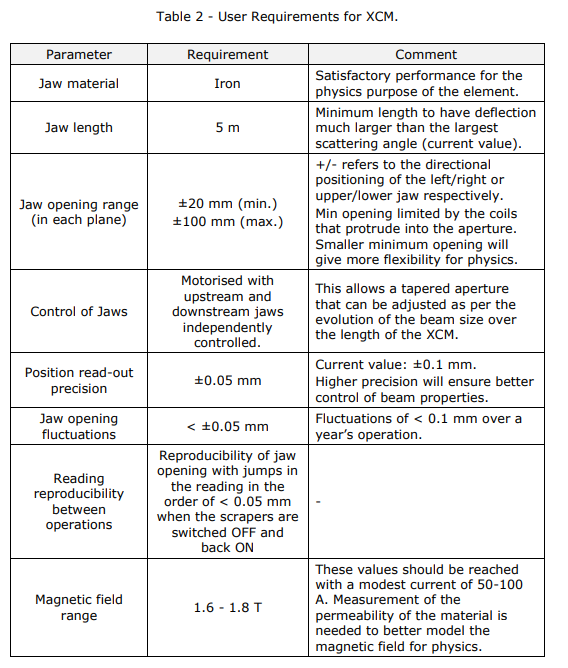 Table 2 - User Requirements for XCM.
Parameter
Requirement
Comment
Jaw material
Iron
Satisfactory performance for the
physics purpose of the element.
Jaw length
5 m
Minimum length to have deflection
much larger than the largest
scattering angle (current value).
Jaw opening range
(in each plane)
±20 mm (min.)
±100 mm (max.)
+/- refers to the directional
positioning of the left/right or
upper/lower jaw respectively.
Min opening limited by the coils
that protrude into the aperture.
Smaller minimum opening will
give more flexibility for physics.
Control of Jaws
Motorised with
upstream and
downstream jaws
independently
controlled.
This allows a tapered aperture
that can be adjusted as per the
evolution of the beam size over
the length of the XCM.
Position read-out
precision
±0.05 mm
Current value: ±0.1 mm.
Higher precision will ensure better
control of beam properties.
Jaw opening
fluctuations
< ±0.05 mm
Fluctuations of < 0.1 mm over a
year's operation.
Reading
reproducibility
between
operations
Reproducibility of jaw
opening with jumps in
the reading in the
order of < 0.05 mm
when the scrapers are
switched OFF and
back ON
-
Magnetic field
range
1.6 - 1.8 T
These values should be reached
with a modest current of 50-100
A. Measurement of the
permeability of the material is
needed to better model the
magnetic field for physics.